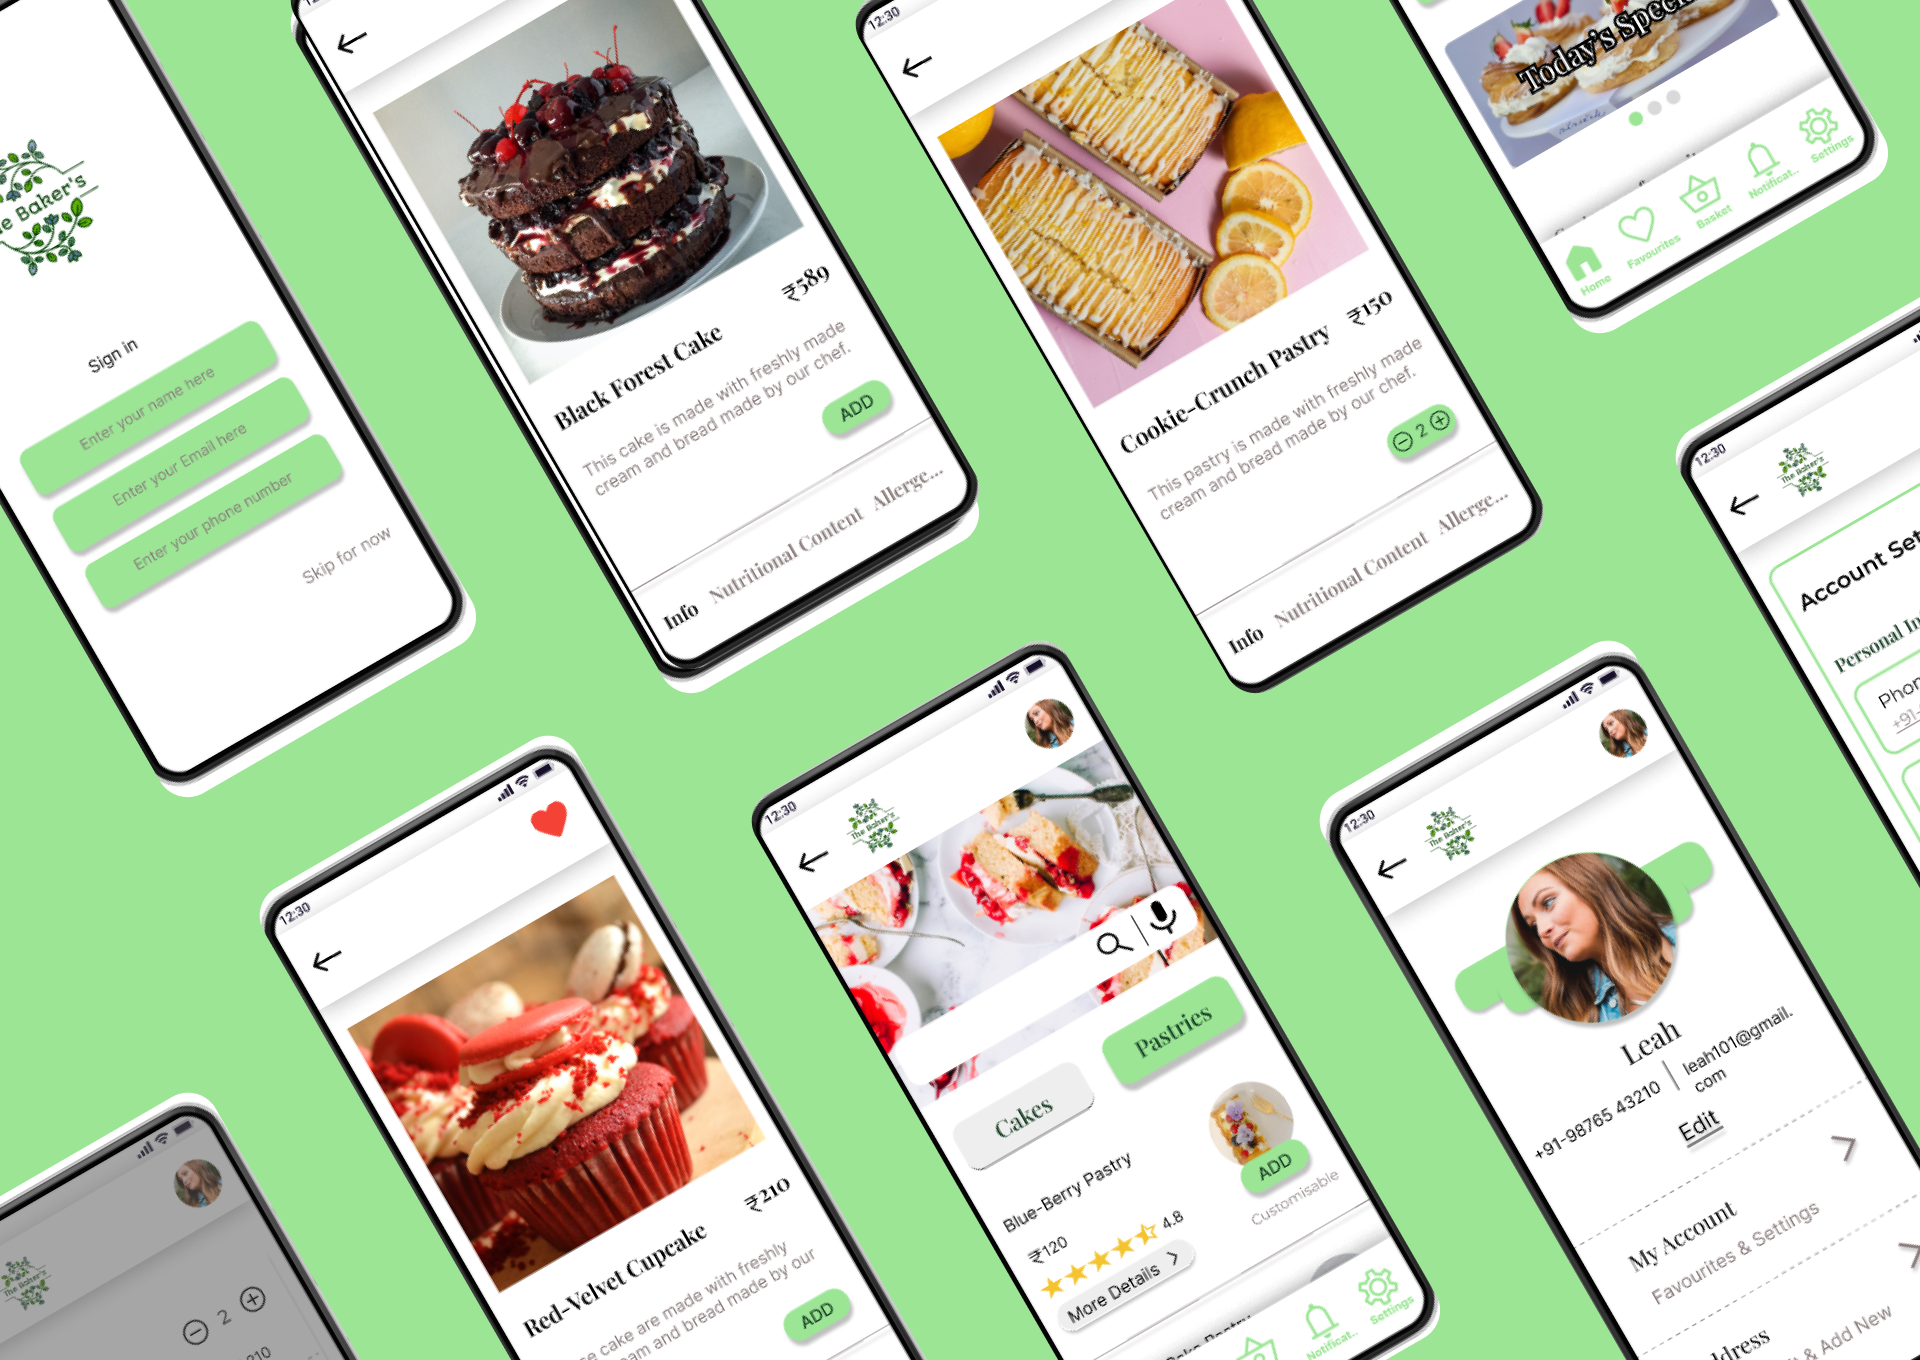 The Baker's
Sign in
Enter your name here
Enter your Email here
Enter your phone number
Skip for now
Black Forest Cake
₹589
This cake is made with freshly made
cream and bread made by our chef.
ADD
Info
Nutritional Content
Allerge...
12:30
Cookie-Crunch Pastry
₹150
This pastry is made with freshly made
cream and bread made by our chef.
2
Info
Nutritional Content
Allerge...
Today's Speci
Home
Favourites
Basket
Notificat..
Settings
12:30
The Baker's
Account Set
Personal In
Phon
+91-
The Baker's
2
210
12:30
Red-Velvet Cupcake
₹210
se cake are made with freshly
am and bread made by our
ADD
12:30
The Baker's
Cakes
Pastries
Blue-Berry Pastry
₹120
4.8
More Details
ADD
Customisable
Notificat..
Settings
12:30
The Baker's
Leah
+91-98765 43210
leah101@gmail.
com
Edit
My Account
Favourites & Settings
ddress
& Add New